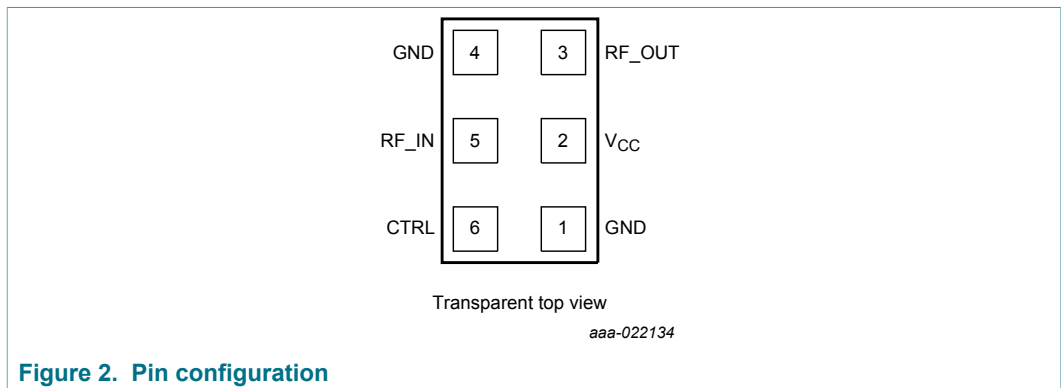 GND 4 3 RF_OUT
RF_IN 5 2 VCC
CTRL 6 1 GND
Transparent top view
aaa-022134
Figure 2. Pin configuration